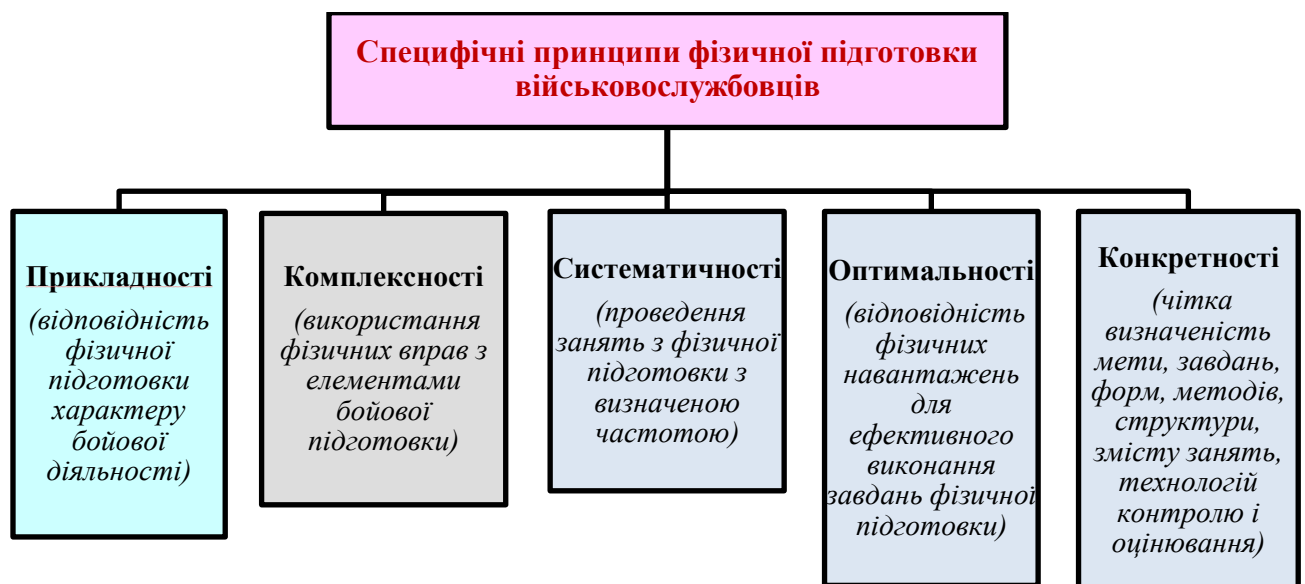 Специфічні принципи фізичної підготовки
військовослужбовців
Прикладності
(відповідність
фізичної
підготовки
характеру
бойової
діяльності)
Комплексності
(використання
фізичних вправ з
елементами
бойової
підготовки)
Систематичності
(проведення
занять з фізичної
підготовки з
визначеною
частотою)
Оптимальності
(відповідність
фізичних
навантажень
для
ефективного
виконання
завдань фізичної
підготовки)
Конкретності
(чітка
визначеність
мети, завдань,
форм, методів,
структури,
змісту занять,
технологій
контролю і
оцінювання)